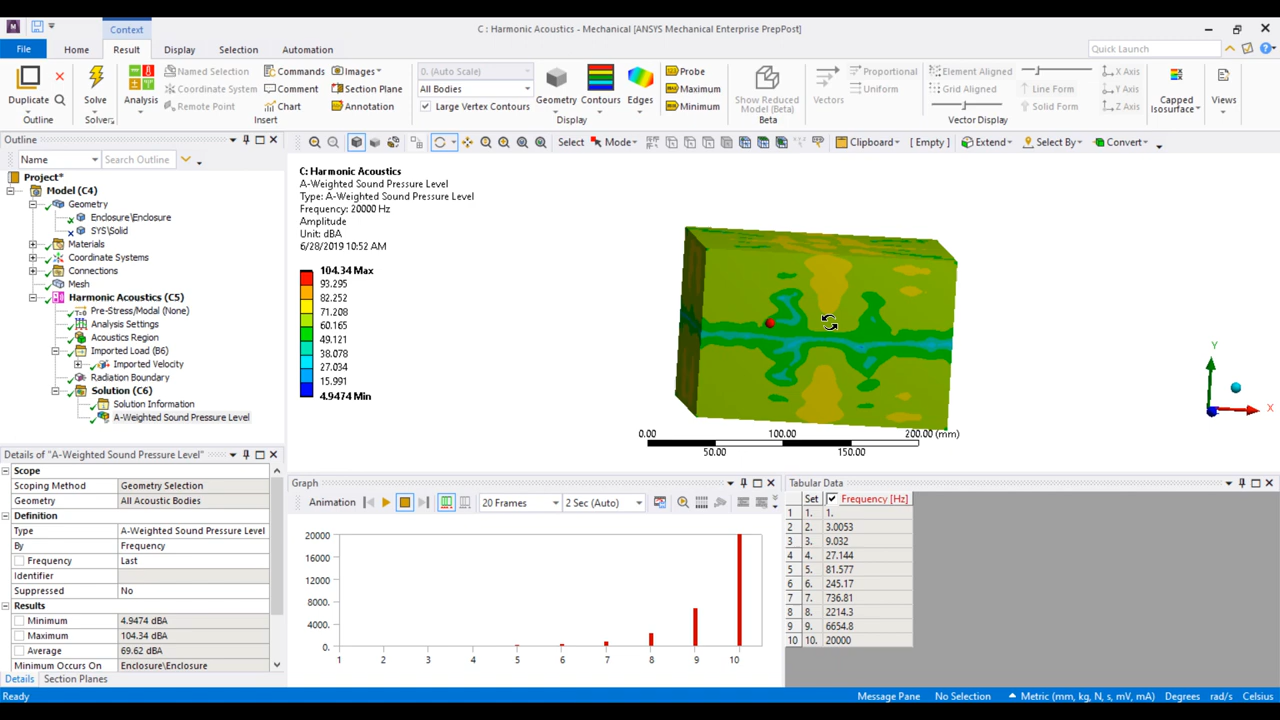 Context
C : Harmonic Acoustics - Mechanical [ANSYS Mechanical Enterprise PrepPost]
File Home Result Display Selection Automation Quick Launch
Duplicate
Outline
Solve
Solver
Analysis
Named Selection
Coordinate System
Remote Point
Commands
Comment
Chart
Images
Section Plane
Annotation
Insert
0. (Auto Scale)
All Bodies
Large Vertex Contours
Geometry
Contours
Edges
Display
Probe
Maximum
Minimum
Show Reduced
Model (Beta)
Beta
Vectors
Proportional
Uniform
Element Aligned
Grid Aligned
Line Form
Solid Form
X Axis
Y Axis
Z Axis
Vector Display
Capped
Isosurface
Views
Outline
Name
Search Outline
Select Mode Clipboard [ Empty ] Extend Select By Convert
Project*
Model (C4)
Geometry
Enclosure\Enclosure
SYS\Solid
Materials
Coordinate Systems
Connections
Mesh
Harmonic Acoustics (C5)
Pre-Stress/Modal (None)
Analysis Settings
Acoustics Region
Imported Load (B6)
Imported Velocity
Radiation Boundary
Solution (C6)
Solution Information
A-Weighted Sound Pressure Level
C: Harmonic Acoustics
A-Weighted Sound Pressure Level
Type: A-Weighted Sound Pressure Level
Frequency: 20000 Hz
Amplitude
Unit: dBA
6/28/2019 10:52 AM
104.34 Max
93.295
82.252
71.208
60.165
49.121
38.078
27.034
15.991
4.9474 Min
0.00 100.00 200.00 (mm)
50.00 150.00
Y
X
Details of "A-Weighted Sound Pressure Level"
Scope
Scoping Method Geometry Selection
Geometry All Acoustic Bodies
Definition
Type A-Weighted Sound Pressure Level
By Frequency
Frequency Last
Identifier
Suppressed No
Results
Minimum 4.9474 dBA
Maximum 104.34 dBA
Average 69.62 dBA
Minimum Occurs On Enclosure\Enclosure
Details Section Planes
Graph
Animation 20 Frames 2 Sec (Auto)
20000
16000
12000
8000.
4000.
0.
1 2 3 4 5 6 7 8 9 10
Tabular Data
Set Frequency [Hz]
1 1. 1.
2 2. 3.0053
3 3. 9.032
4 4. 27.144
5 5. 81.577
6 6. 245.17
7 7. 736.81
8 8. 2214.3
9 9. 6654.8
10 10. 20000
Ready Message Pane No Selection Metric (mm, kg, N, s, mV, mA) Degrees rad/s Celsius